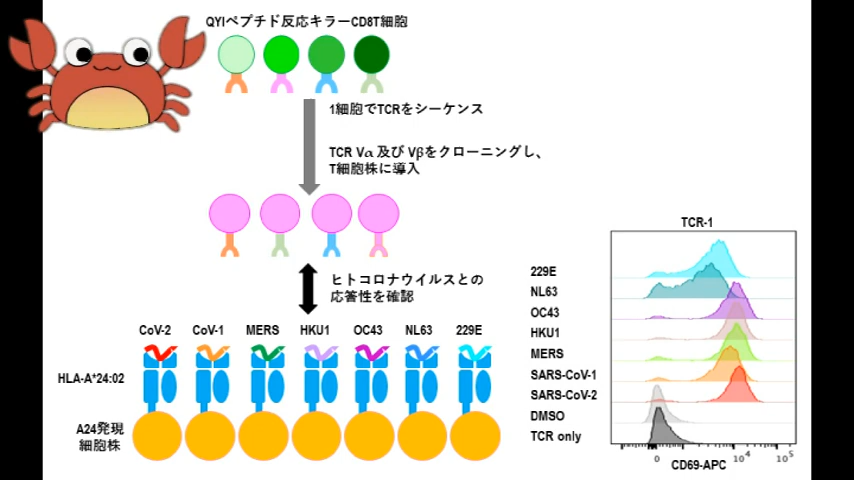 QYIペプチド反応キラーCD8T細胞
1細胞でTCRをシーケンス
TCR Vα 及び Vβをクローニングし、
T細胞株に導入
ヒトコロナウイルスとの
応答性を確認
CoV-2 CoV-1 MERS HKU1 OC43 NL63 229E
HLA-A*24:02
A24発現
細胞株
TCR-1
229E
NL63
OC43
HKU1
MERS
SARS-CoV-1
SARS-CoV-2
DMSO
TCR only
0 10⁴ 10⁵
CD69-APC